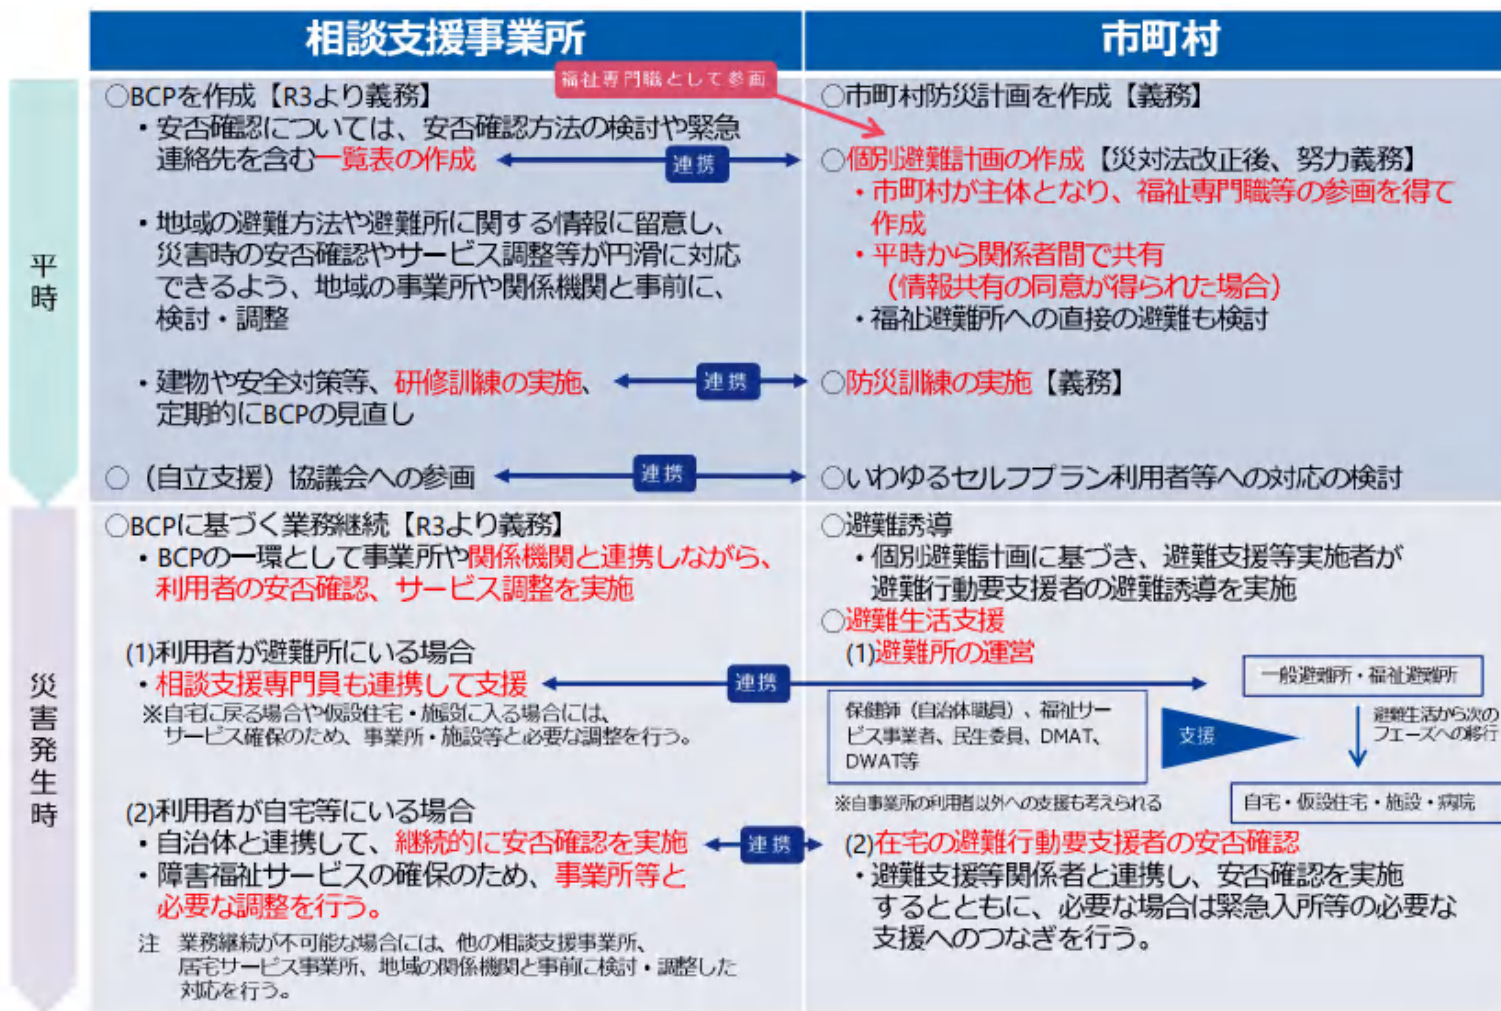 相談支援事業所
市町村
福祉専門職として参画
平時
○BCPを作成【R3より義務】
・安否確認については、安否確認方法の検討や緊急
連絡先を含む一覧表の作成
連携
・地域の避難方法や避難所に関する情報に留意し、
災害時の安否確認やサービス調整等が円滑に対応
できるよう、地域の事業所や関係機関と事前に、
検討・調整
・建物や安全対策等、研修訓練の実施、
定期的にBCPの見直し
連携
○（自立支援）協議会への参画
連携
○市町村防災計画を作成【義務】
○個別避難計画の作成【災対法改正後、努力義務】
・市町村が主体となり、福祉専門職等の参画を得て
作成
・平時から関係者間で共有
（情報共有の同意が得られた場合）
・福祉避難所への直接の避難も検討
○防災訓練の実施【義務】
○いわゆるセルフプラン利用者等への対応の検討
災害発生時
○BCPに基づく業務継続【R3より義務】
・BCPの一環として事業所や関係機関と連携しながら、
利用者の安否確認、サービス調整を実施
(1)利用者が避難所にいる場合
・相談支援専門員も連携して支援
連携
※自宅に戻る場合や仮設住宅・施設に入る場合には、
サービス確保のため、事業所・施設等と必要な調整を行う。
(2)利用者が自宅等にいる場合
・自治体と連携して、継続的に安否確認を実施
連携
・障害福祉サービスの確保のため、事業所等と
必要な調整を行う。
注 業務継続が不可能な場合には、他の相談支援事業所、
居宅サービス事業所、地域の関係機関と事前に検討・調整した
対応を行う。
○避難誘導
・個別避難計画に基づき、避難支援等実施者が
避難行動要支援者の避難誘導を実施
○避難生活支援
(1)避難所の運営
一般避難所・福祉避難所
保健師（自治体職員）、福祉サー
ビス事業者、民生委員、DMAT、
DWAT等
支援
避難生活から次の
フェーズへの移行
※自事業所の利用者以外への支援も考えられる
自宅・仮設住宅・施設・病院
(2)在宅の避難行動要支援者の安否確認
・避難支援等関係者と連携し、安否確認を実施
するとともに、必要な場合は緊急入所等の必要な
支援へのつなぎを行う。